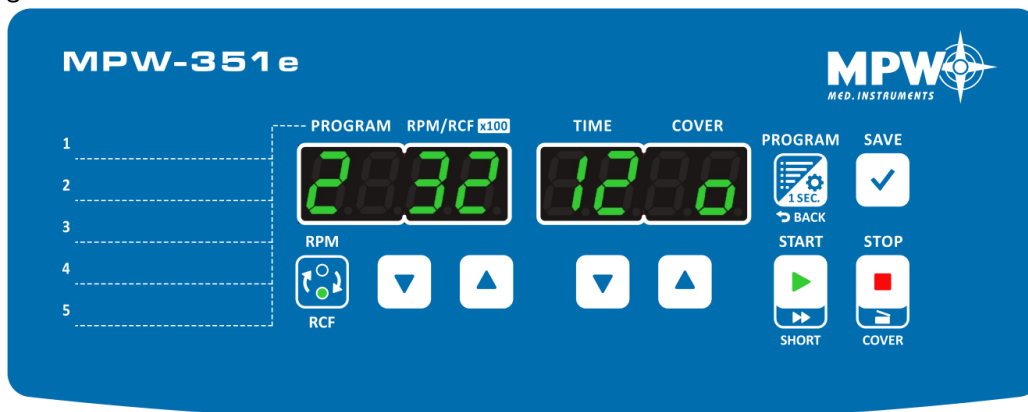 MPW-351e
MPW
MED. INSTRUMENTS
PROGRAM RPM/RCF x100 TIME COVER
PROGRAM SAVE
1
2
3
4
5
2 32 12 o
1 SEC.
BACK
RPM
RCF
START STOP
SHORT COVER